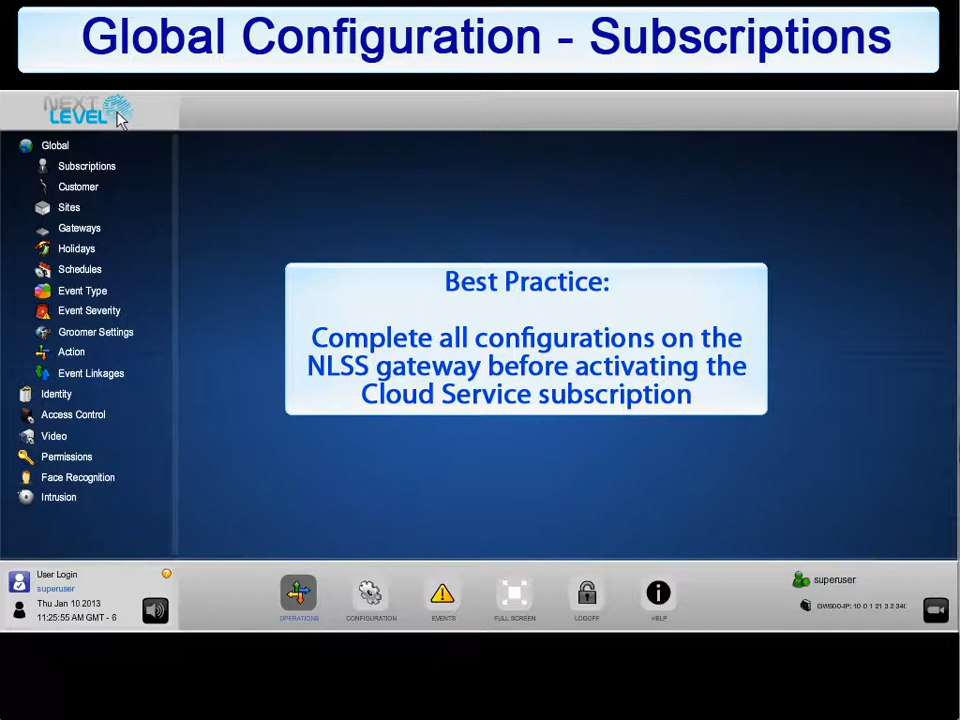 Global Configuration - Subscriptions
NEXT
LEVEL
Global
Subscriptions
Customer
Sites
Gateways
Holidays
Schedules
Event Type
Event Severity
Groomer Settings
Action
Event Linkages
Identity
Access Control
Video
Permissions
Face Recognition
Intrusion
Best Practice:
Complete all configurations on the
NLSS gateway before activating the
Cloud Service subscription
User Login
superuser
Thu Jan 10 2013
11:25:55 AM GMT - 6
OPERATIONS
CONFIGURATION
EVENTS
FULL SCREEN
LOGOFF
HELP
superuser